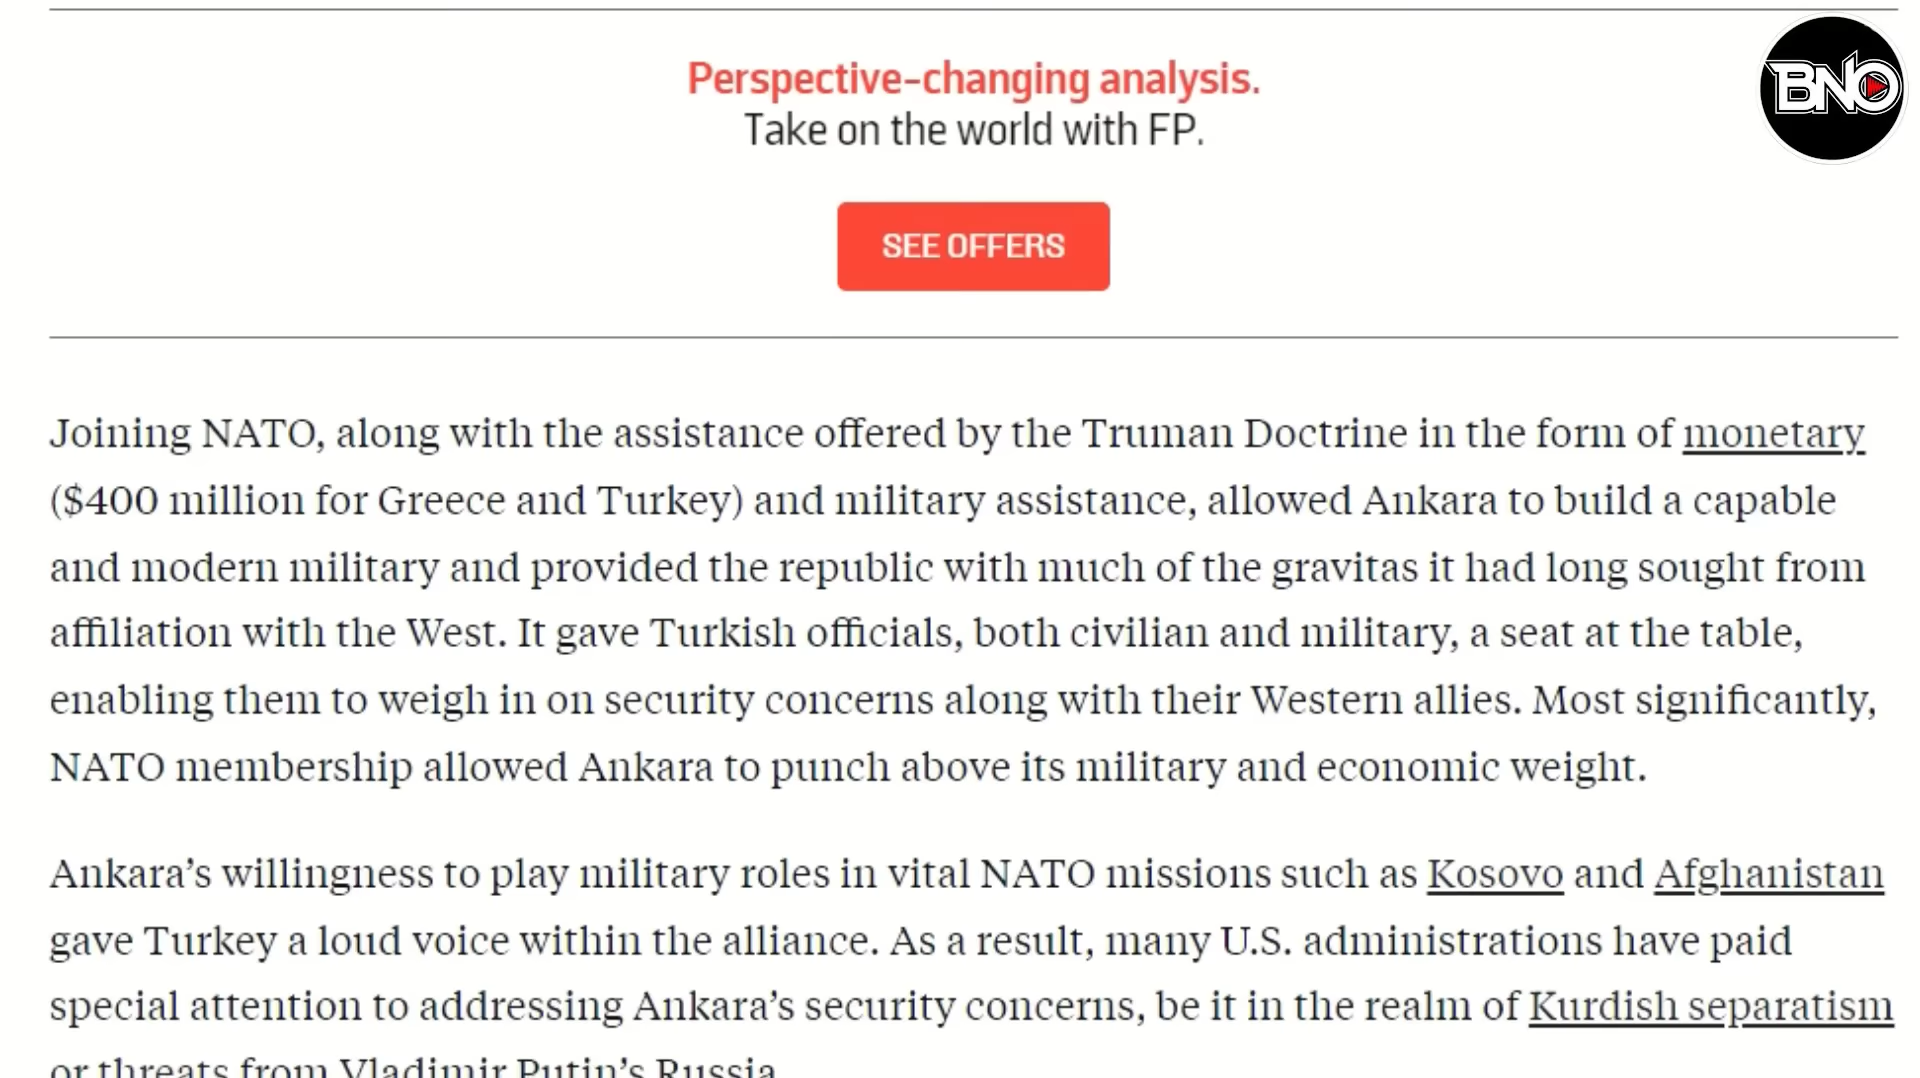 BNO
Perspective-changing analysis.
Take on the world with FP.
SEE OFFERS
Joining NATO, along with the assistance offered by the Truman Doctrine in the form of monetary
($400 million for Greece and Turkey) and military assistance, allowed Ankara to build a capable
and modern military and provided the republic with much of the gravitas it had long sought from
affiliation with the West. It gave Turkish officials, both civilian and military, a seat at the table,
enabling them to weigh in on security concerns along with their Western allies. Most significantly,
NATO membership allowed Ankara to punch above its military and economic weight.
Ankara’s willingness to play military roles in vital NATO missions such as Kosovo and Afghanistan
gave Turkey a loud voice within the alliance. As a result, many U.S. administrations have paid
special attention to addressing Ankara’s security concerns, be it in the realm of Kurdish separatism
or threats from Vladimir Putin’s Russia.